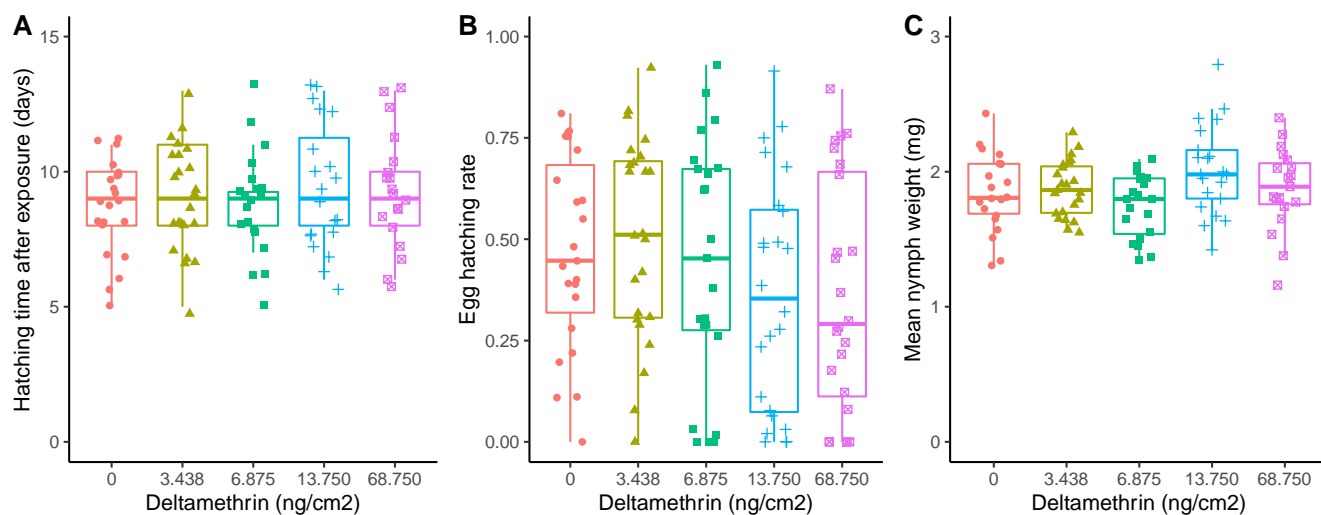 A
Hatching time after exposure (days)
15
10
5
0
0 3.438 6.875 13.750 68.750
Deltamethrin (ng/cm2)
B
Egg hatching rate
1.00
0.75
0.50
0.25
0.00
0 3.438 6.875 13.750 68.750
Deltamethrin (ng/cm2)
C
Mean nymph weight (mg)
3
2
1
0
0 3.438 6.875 13.750 68.750
Deltamethrin (ng/cm2)